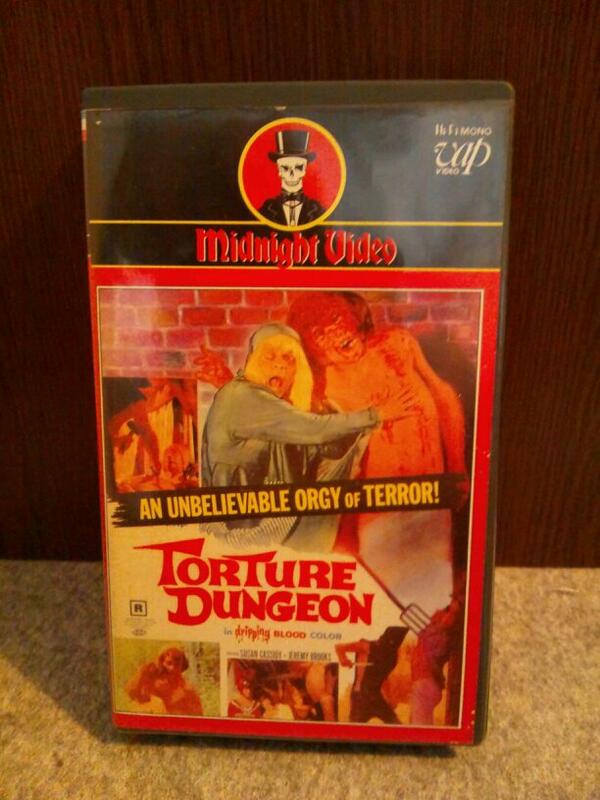 Hi Fi MONO
vap
VIDEO
Midnight Video
AN UNBELIEVABLE ORGY OF TERROR!
TORTURE
DUNGEON
R
in dripping BLOOD COLOR
SUSAN CASSIDY • JEREMY BROOKS